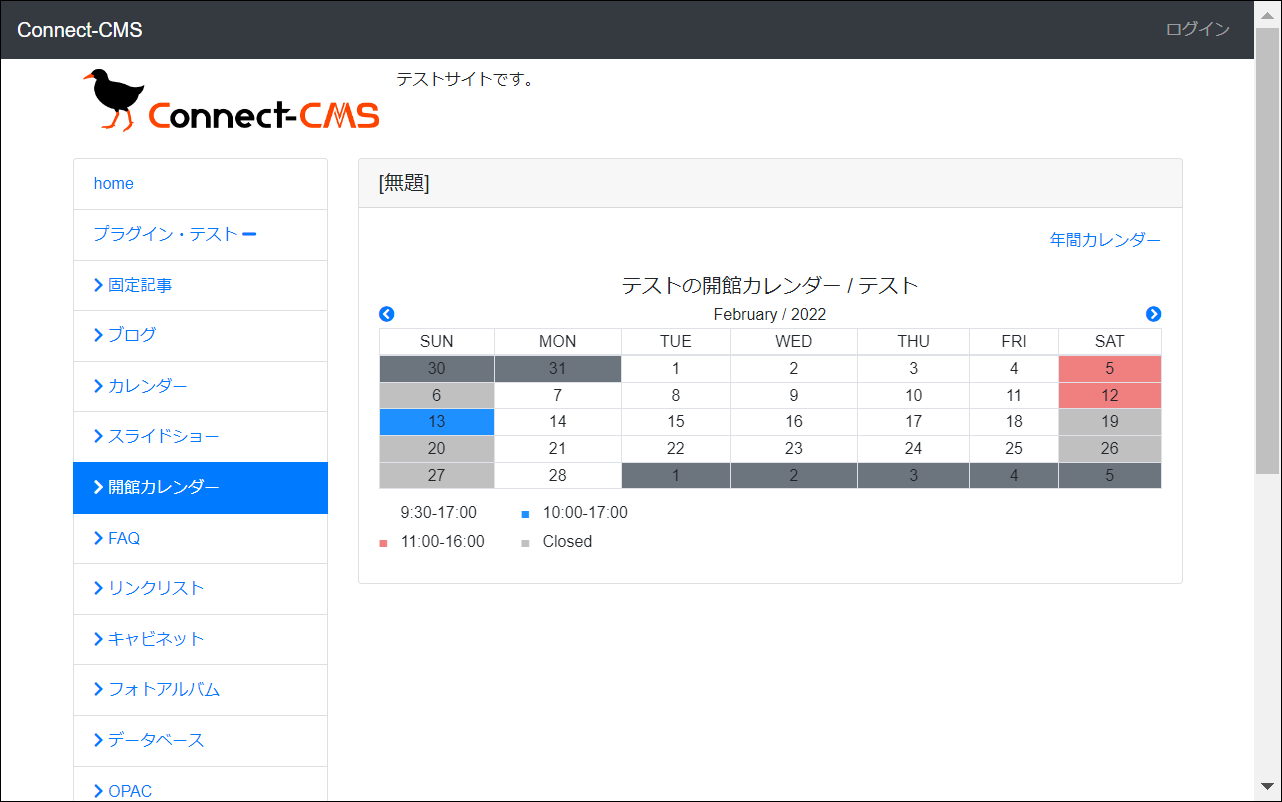 Connect-CMS
ログイン
Connect-CMS
テストサイトです。
home
プラグイン・テスト
固定記事
ブログ
カレンダー
スライドショー
開館カレンダー
FAQ
リンクリスト
キャビネット
フォトアルバム
データベース
OPAC
[無題]
年間カレンダー
テストの開館カレンダー / テスト
February / 2022
SUN MON TUE WED THU FRI SAT
30 31 1 2 3 4 5
6 7 8 9 10 11 12
13 14 15 16 17 18 19
20 21 22 23 24 25 26
27 28 1 2 3 4 5
9:30-17:00 10:00-17:00
11:00-16:00 Closed